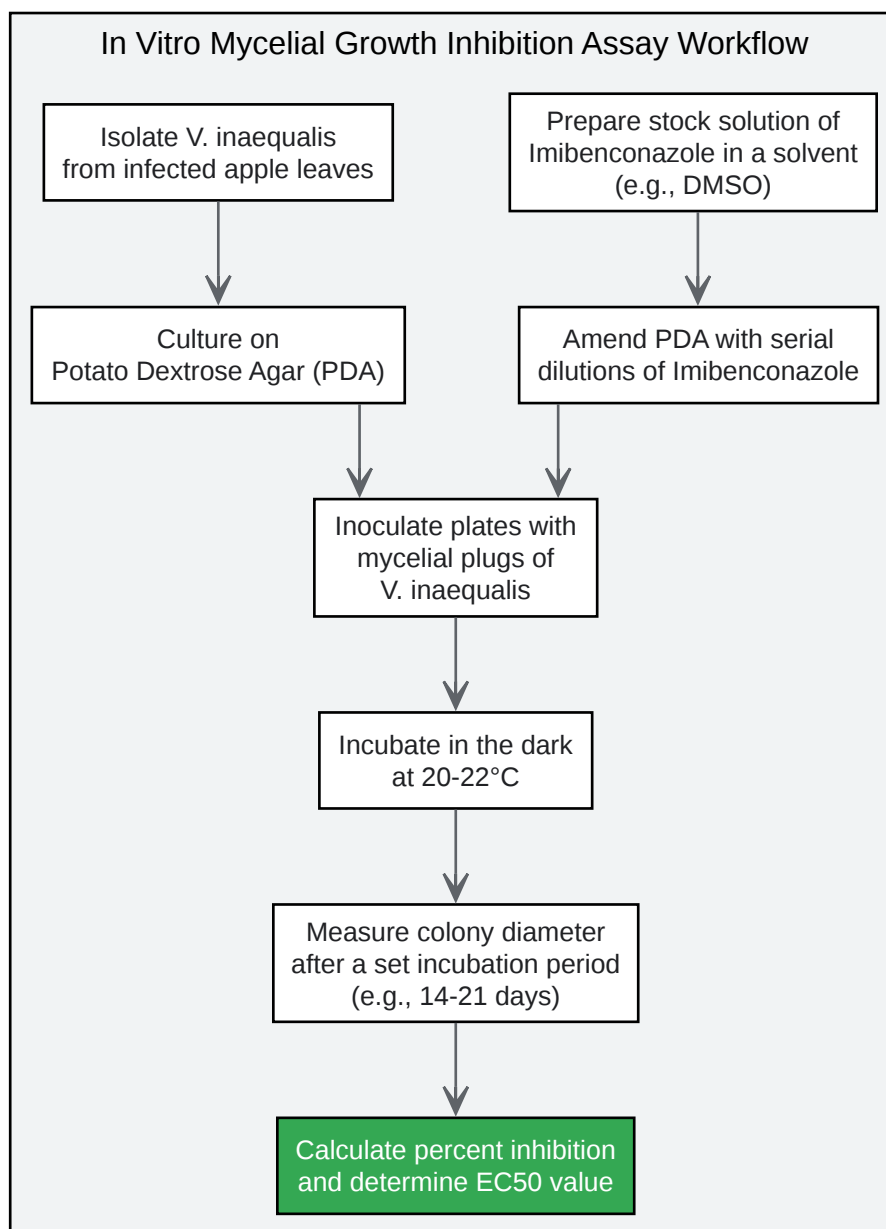 In Vitro Mycelial Growth Inhibition Assay Workflow
Isolate V. inaequalis
from infected apple leaves
Prepare stock solution of
Imibenconazole in a solvent
(e.g., DMSO)
Culture on
Potato Dextrose Agar (PDA)
Amend PDA with serial
dilutions of Imibenconazole
Inoculate plates with
mycelial plugs of
V. inaequalis
Incubate in the dark
at 20-22°C
Measure colony diameter
after a set incubation period
(e.g., 14-21 days)
Calculate percent inhibition
and determine EC50 value